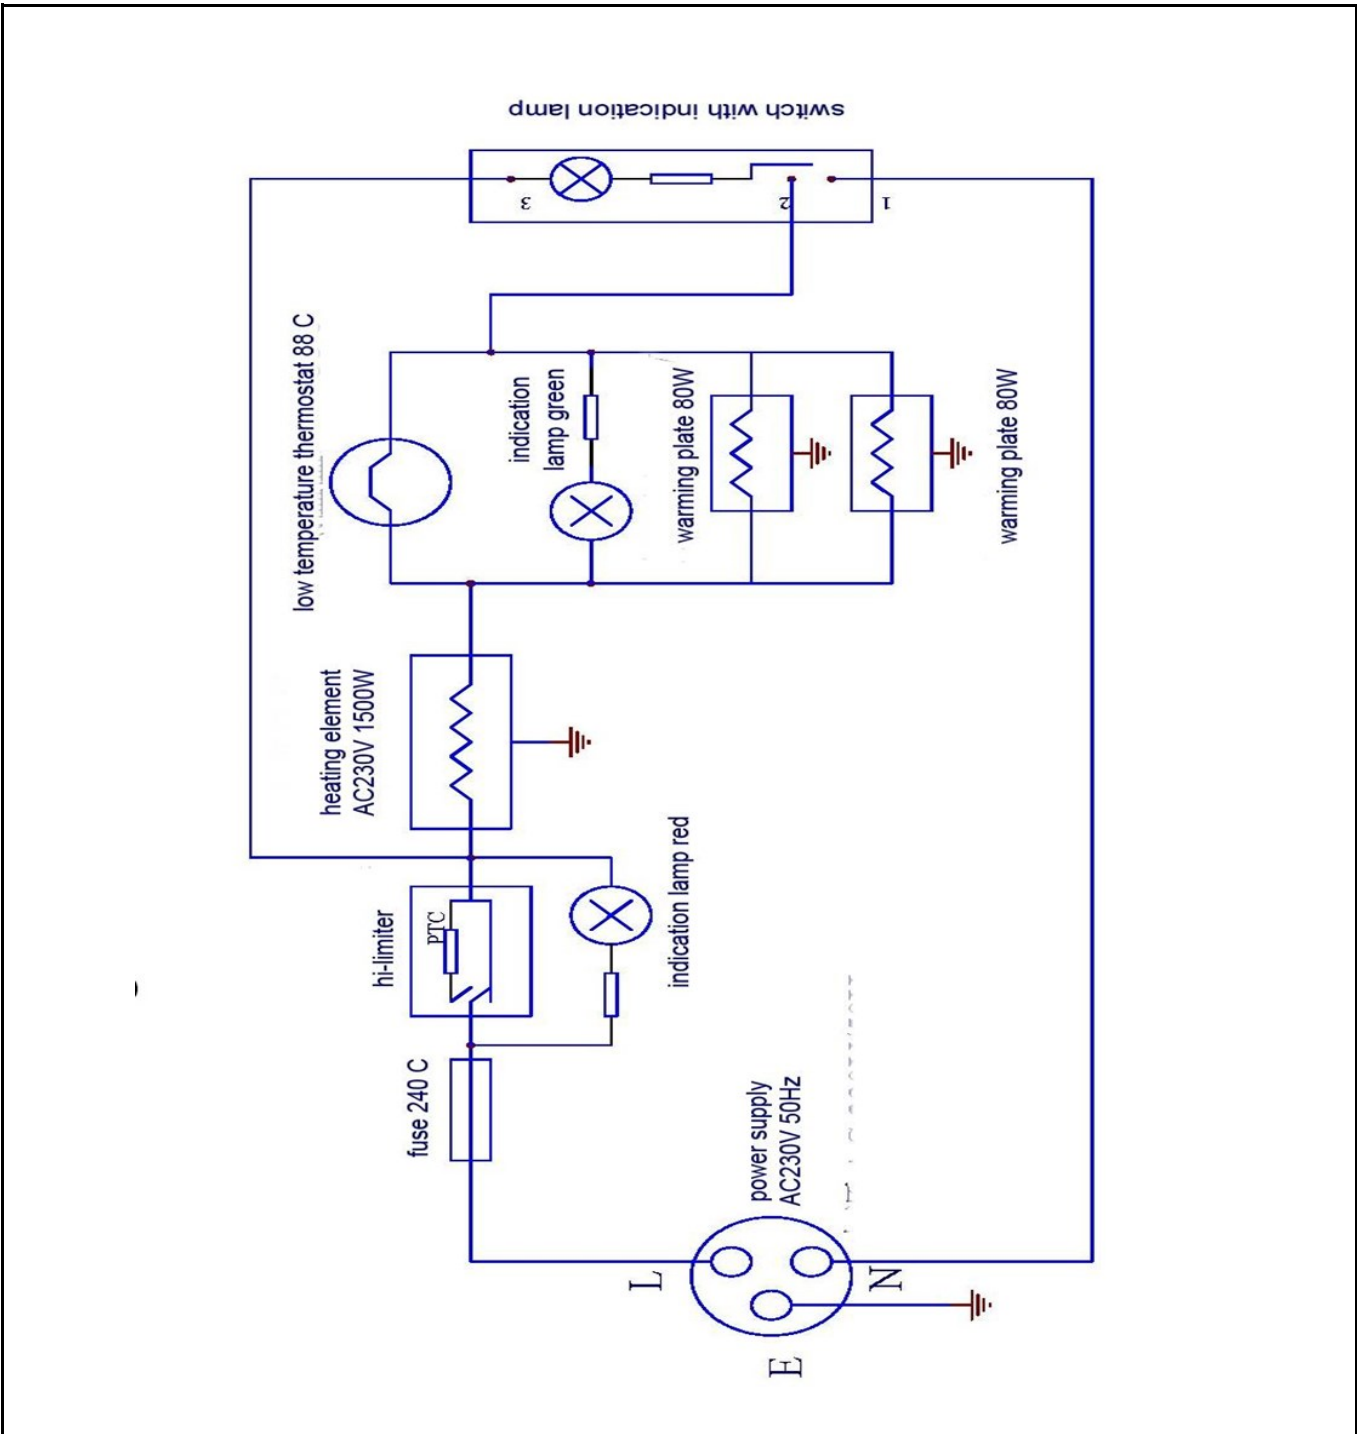 switch with indication lamp
3
2
1
low temperature thermostat 88 C
indication
lamp green
warming plate 80W
warming plate 80W
heating element
AC230V 1500W
hi-limiter
PTC
indication lamp red
fuse 240 C
power supply
AC230V 50Hz
L
N
E